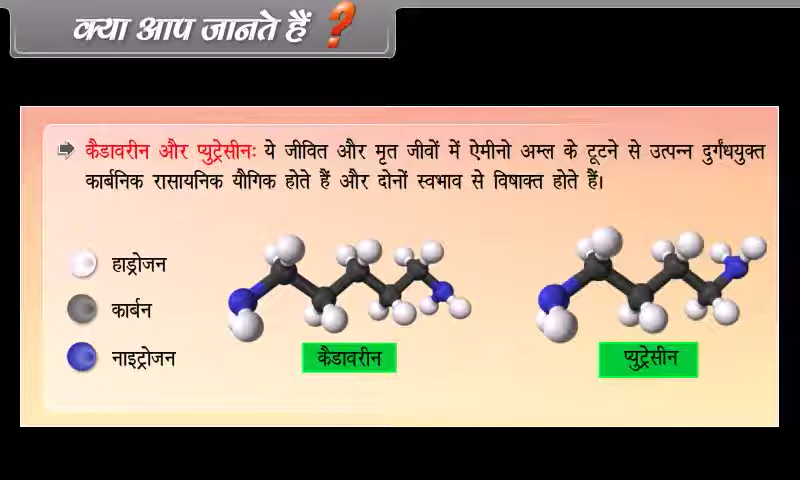 क्या आप जानते हैं ?
कैडावरीन और प्युट्रेसीनः ये जीवित और मृत जीवों में ऐमीनो अम्ल के टूटने से उत्पन्न दुर्गंधयुक्त
कार्बनिक रासायनिक यौगिक होते हैं और दोनों स्वभाव से विषाक्त होते हैं।
हाड्रोजन
कार्बन
नाइट्रोजन
कैडावरीन
प्युट्रेसीन